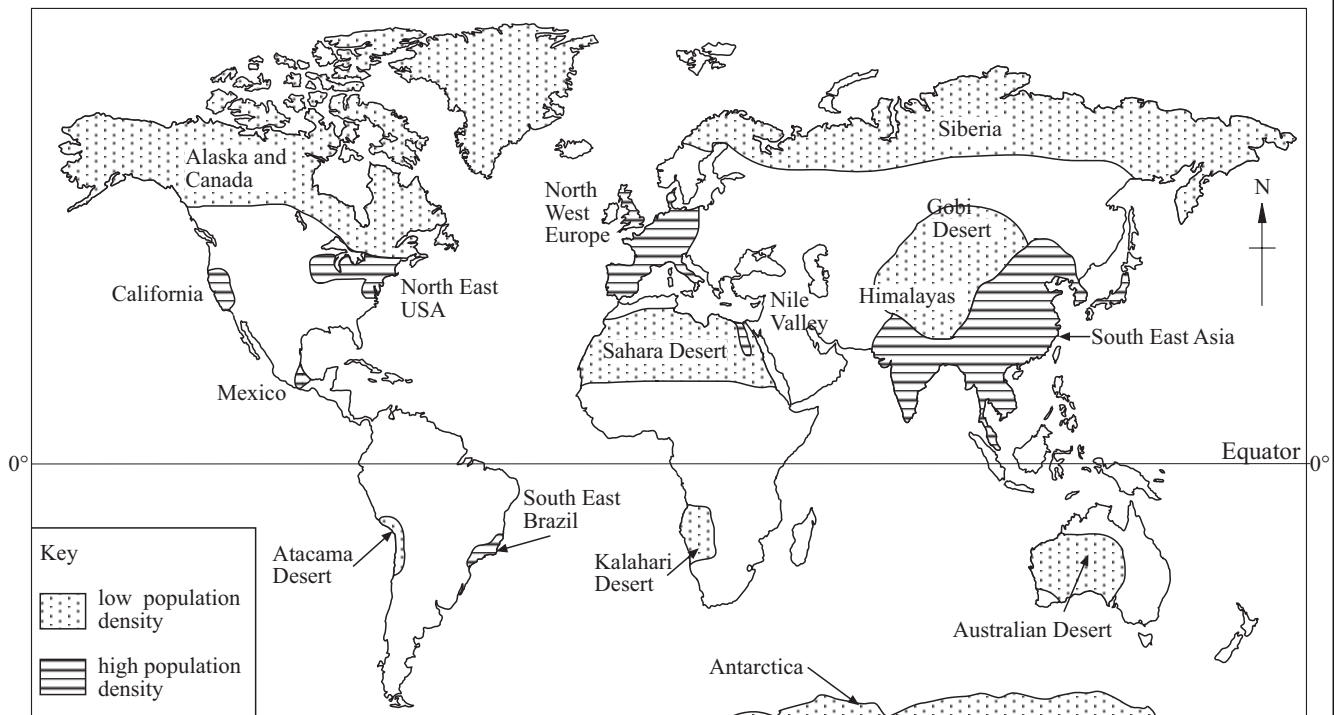 Siberia
Alaska and
Canada
N
North
West
Europe
Gobi
Desert
California
North East
USA
Himalayas
Nile
Valley
South East Asia
Sahara Desert
Mexico
Equator
0°
0°
South East
Brazil
Atacama
Desert
Kalahari
Desert
Australian Desert
Antarctica
Key
low population
density
high population
density